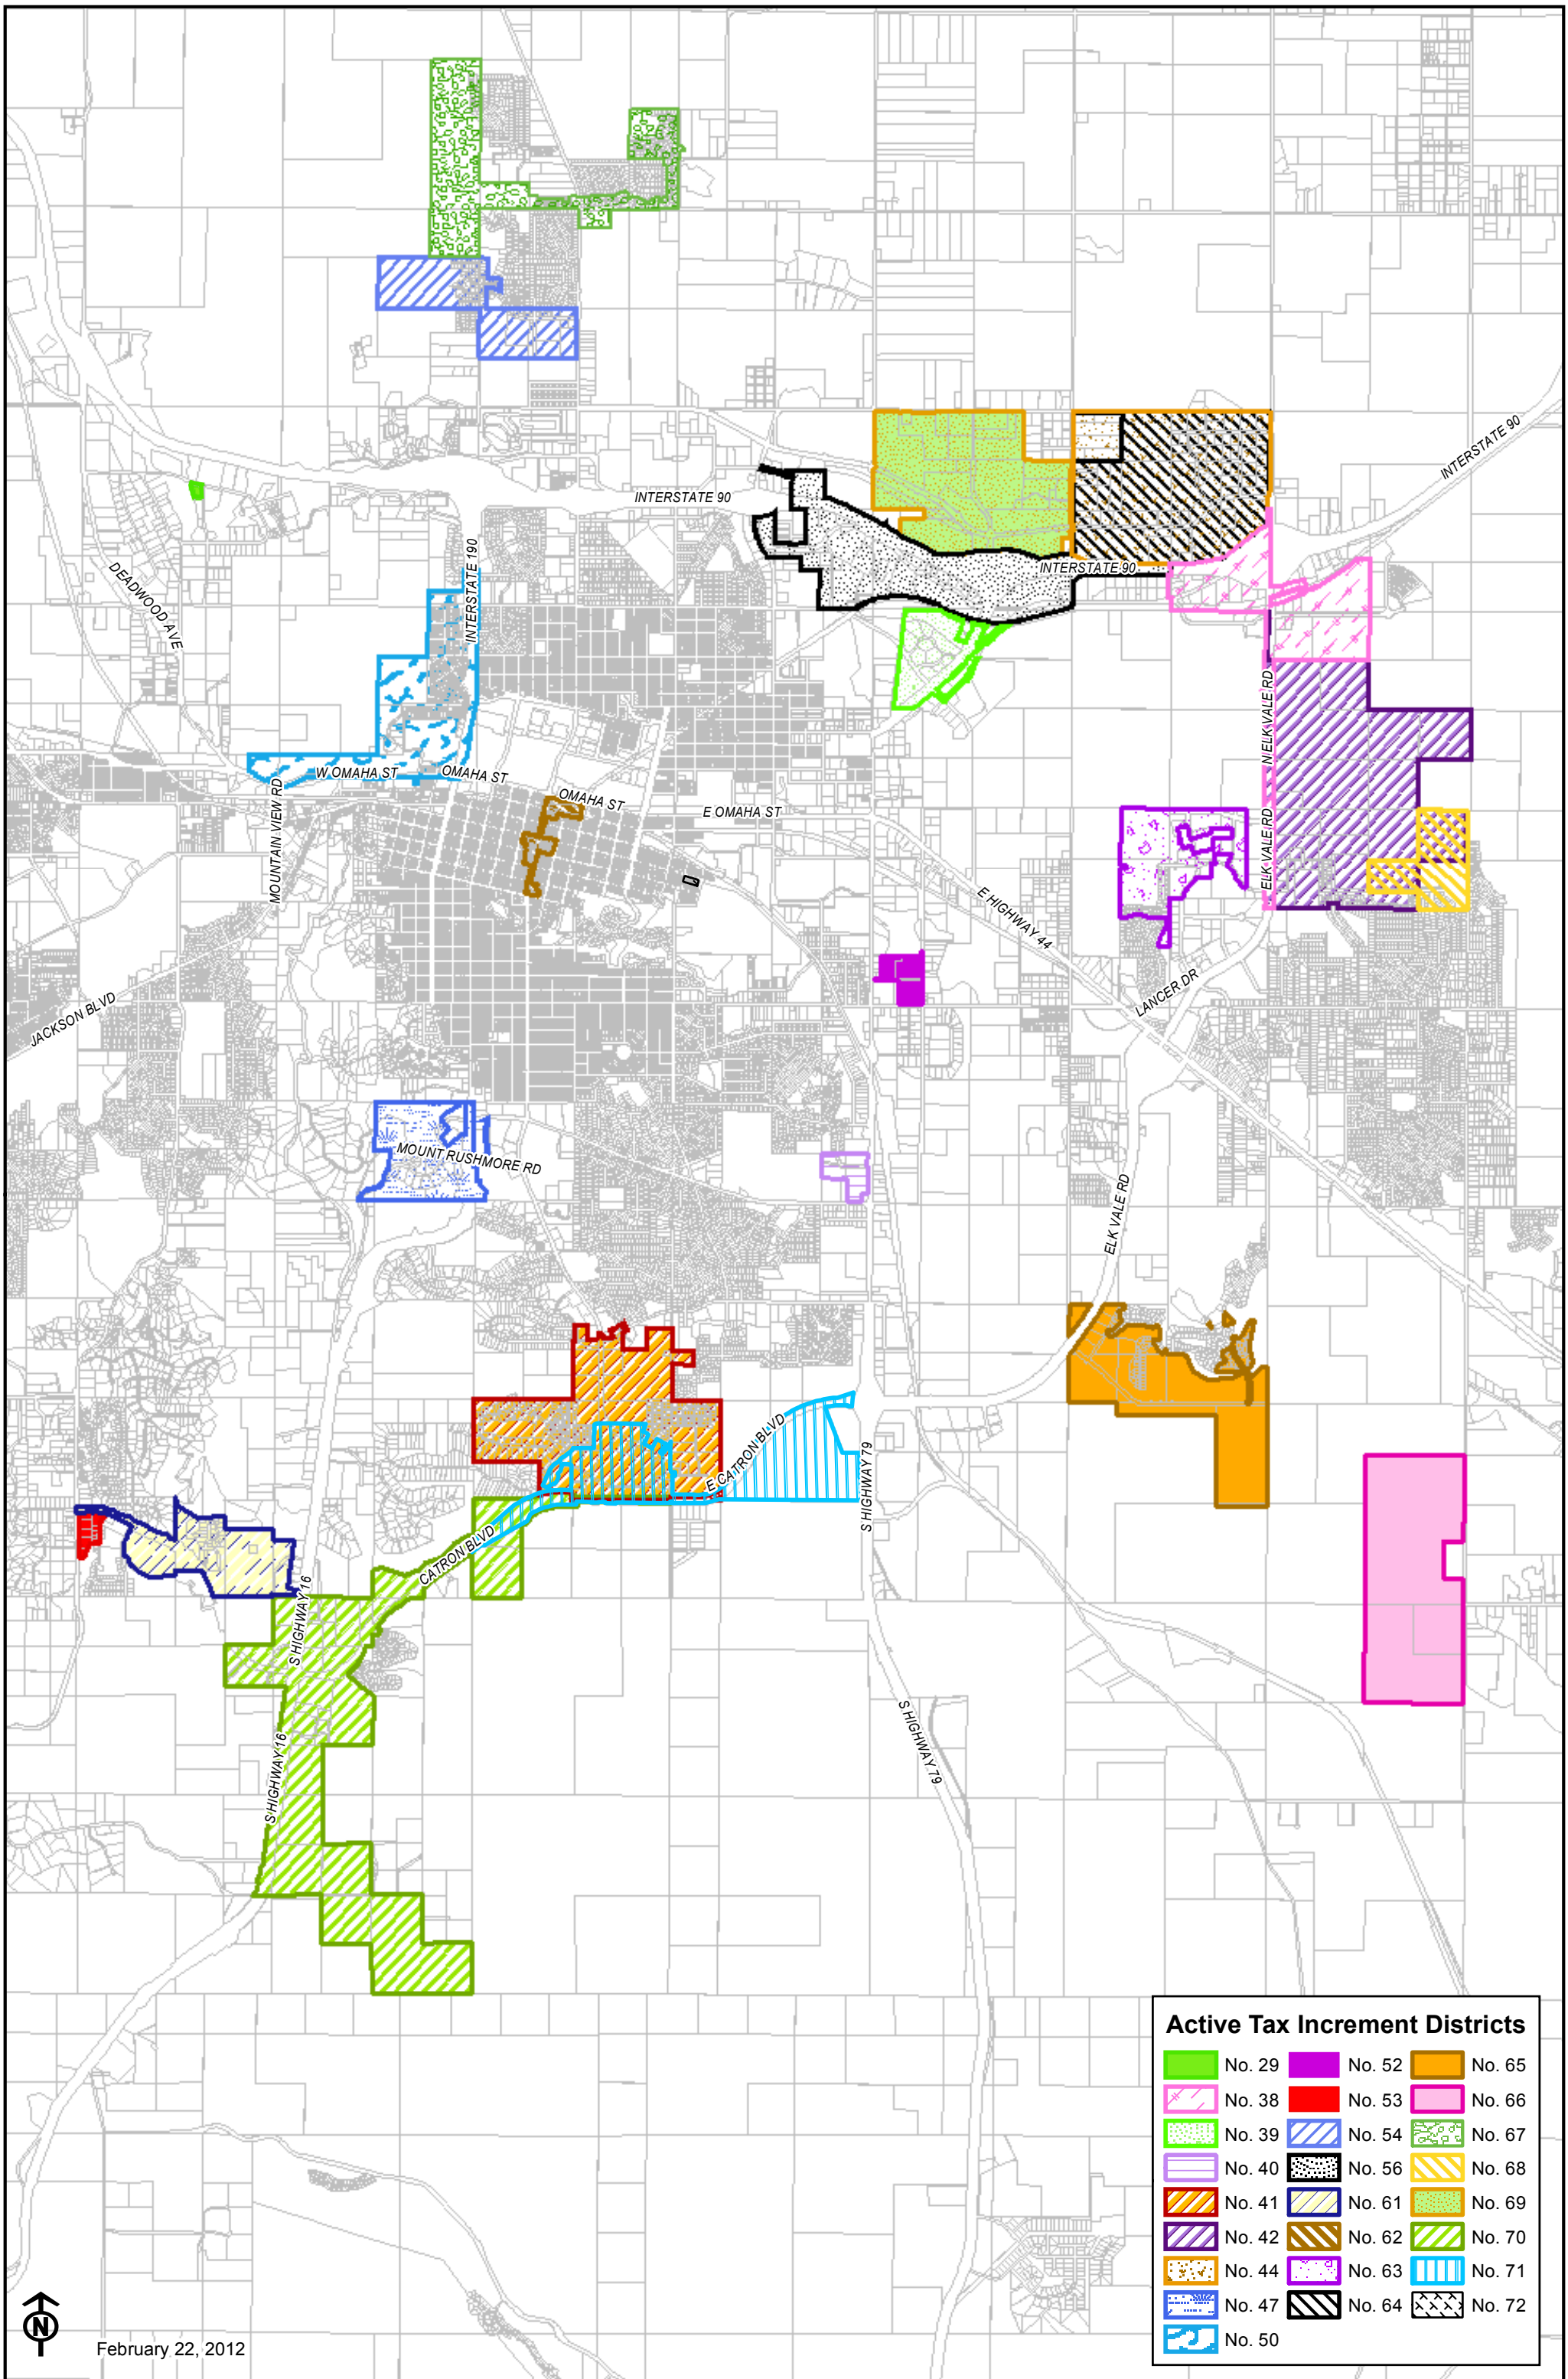 INTERSTATE 90
INTERSTATE 90
INTERSTATE 90
DEADWOOD AVE
INTERSTATE 190
N ELK VALE RD
W OMAHA ST
OMAHA ST
OMAHA ST
E OMAHA ST
MOUNTAIN VIEW RD
ELK VALE RD
E HIGHWAY 44
LANCER DR
JACKSON BLVD
MOUNT RUSHMORE RD
ELK VALE RD
E CATRON BLVD
S HIGHWAY 79
CATRON BLVD
S HIGHWAY 16
S HIGHWAY 79
S HIGHWAY 16
Active Tax Increment Districts
No. 29 No. 52 No. 65
No. 38 No. 53 No. 66
No. 39 No. 54 No. 67
No. 40 No. 56 No. 68
No. 41 No. 61 No. 69
No. 42 No. 62 No. 70
No. 44 No. 63 No. 71
No. 47 No. 64 No. 72
No. 50
N
February 22, 2012